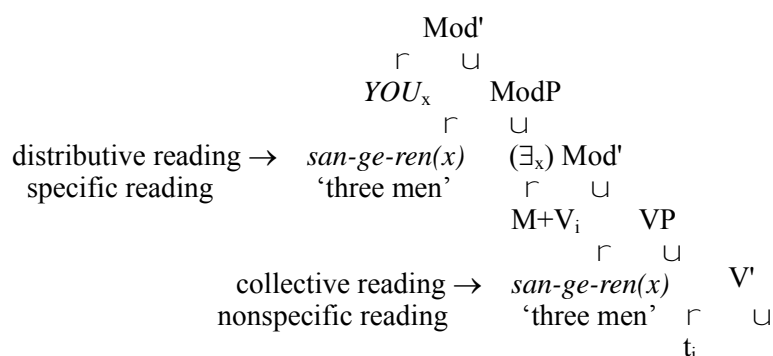 Mod'
r u
YOUₓ ModP
r u
distributive reading → san-ge-ren(x) (∃ₓ) Mod'
specific reading 'three men' r u
M+Vᵢ VP
r u
collective reading → san-ge-ren(x) V'
nonspecific reading 'three men' r u
tᵢ